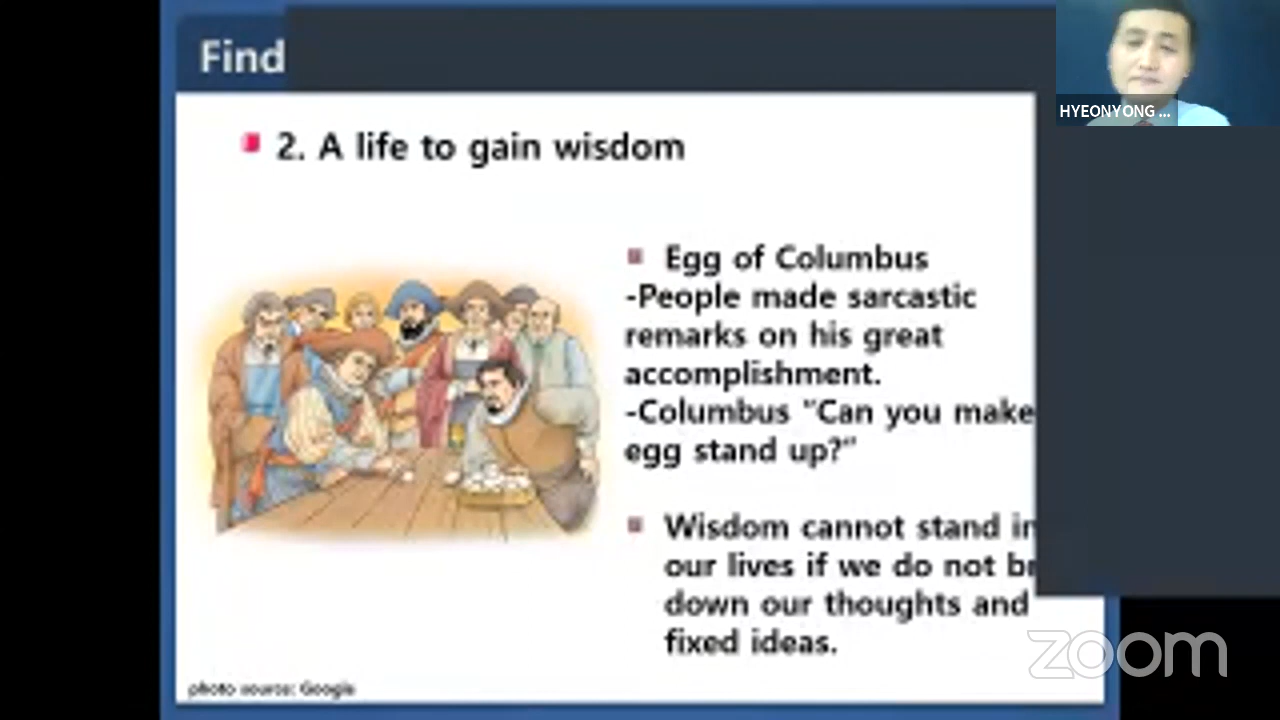 Find
HYEONYONG ...
2. A life to gain wisdom
Egg of Columbus
-People made sarcastic
remarks on his great
accomplishment.
-Columbus "Can you make
egg stand up?"
Wisdom cannot stand in
our lives if we do not
down our thoughts and
fixed ideas.
photo source: Google
zoom